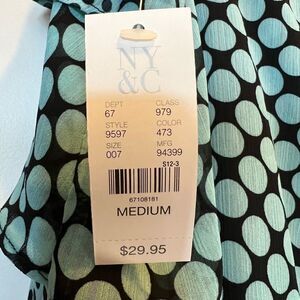 NY
&C
DEPT CLASS
67 979
STYLE COLOR
9597 473
SIZE MFG
007 94399
S12-3
67108181
MEDIUM
$29.95